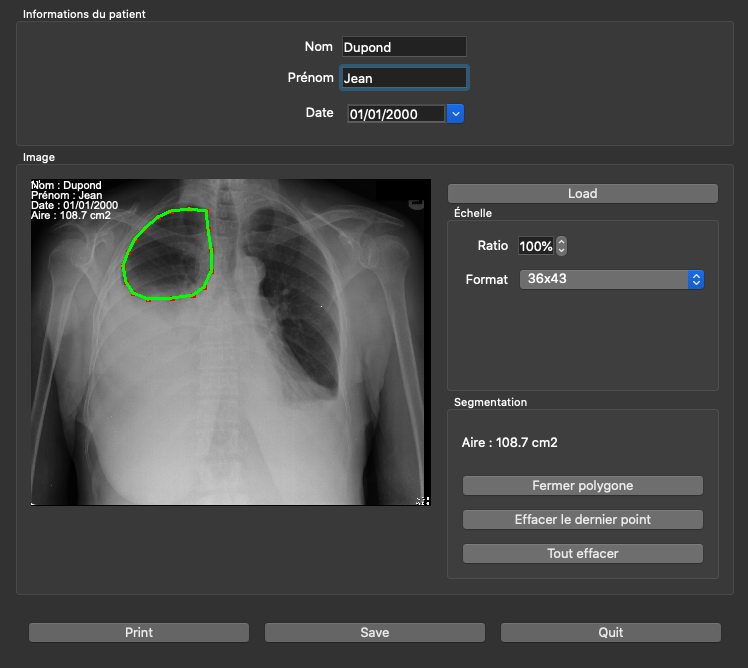 Informations du patient
Nom Dupond
Prénom Jean
Date 01/01/2000
Image
Nom : Dupond
Prénom : Jean
Date : 01/01/2000
Aire : 108.7 cm2
Load
Échelle
Ratio 100%
Format 36x43
Segmentation
Aire : 108.7 cm2
Fermer polygone
Effacer le dernier point
Tout effacer
Print Save Quit